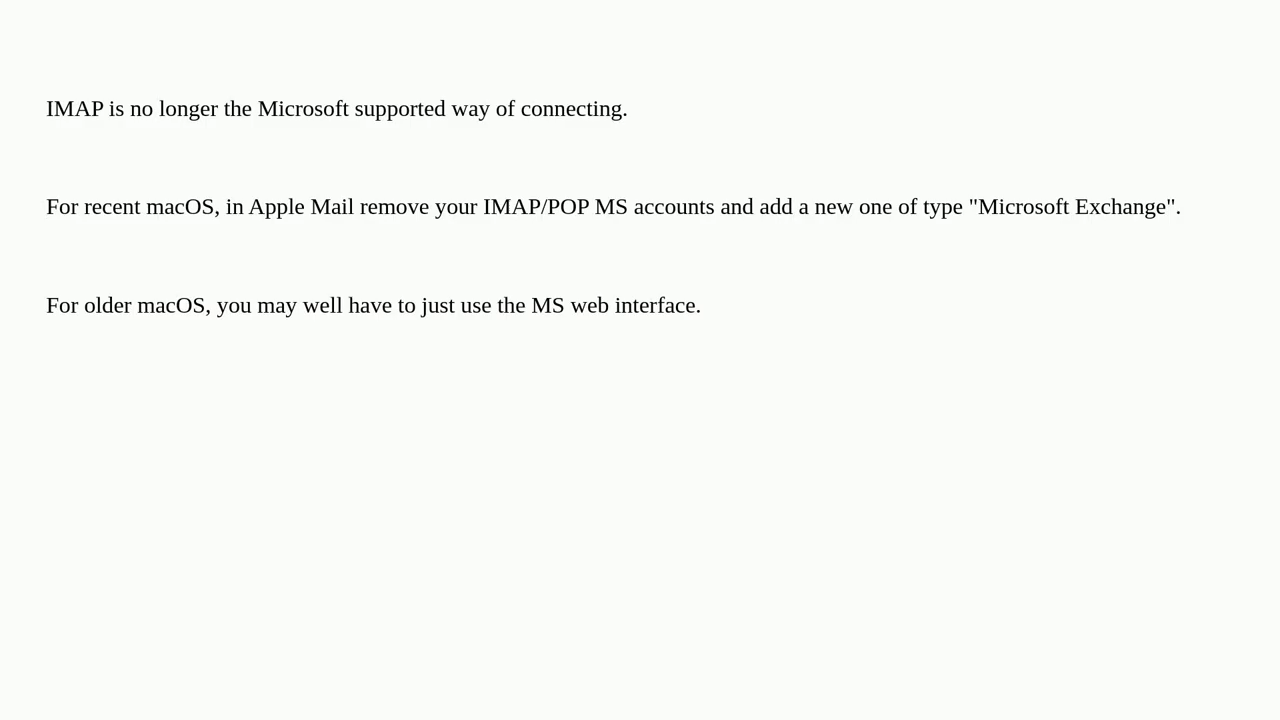 IMAP is no longer the Microsoft supported way of connecting.
For recent macOS, in Apple Mail remove your IMAP/POP MS accounts and add a new one of type "Microsoft Exchange".
For older macOS, you may well have to just use the MS web interface.